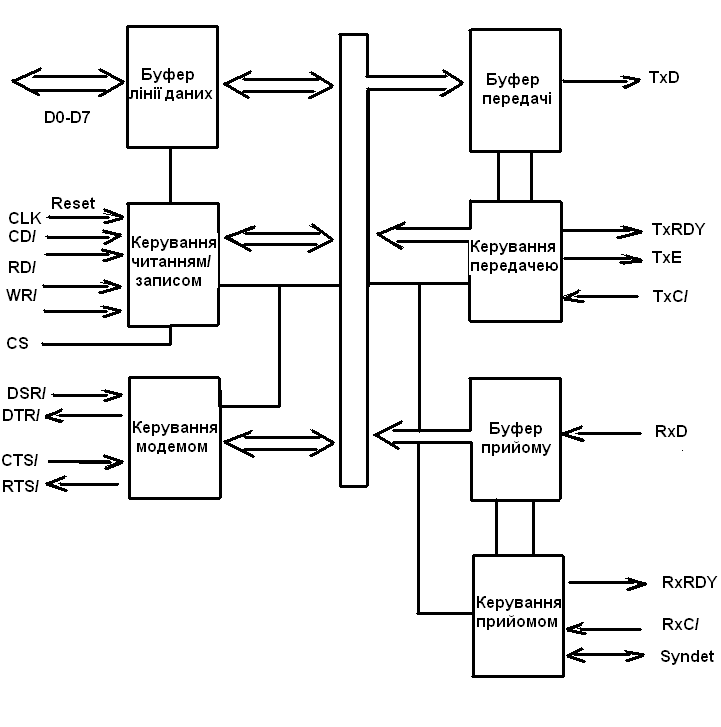 Буфер
лінії даних
D0-D7
Reset
CLK
CD/
RD/
WR/
CS
Керування
читанням/
записом
DSR/
DTR/
CTS/
RTS/
Керування
модемом
Буфер
передачі
TxD
Керування
передачею
TxRDY
TxE
TxC/
Буфер
прийому
RxD
Керування
прийомом
RxRDY
RxC/
Syndet